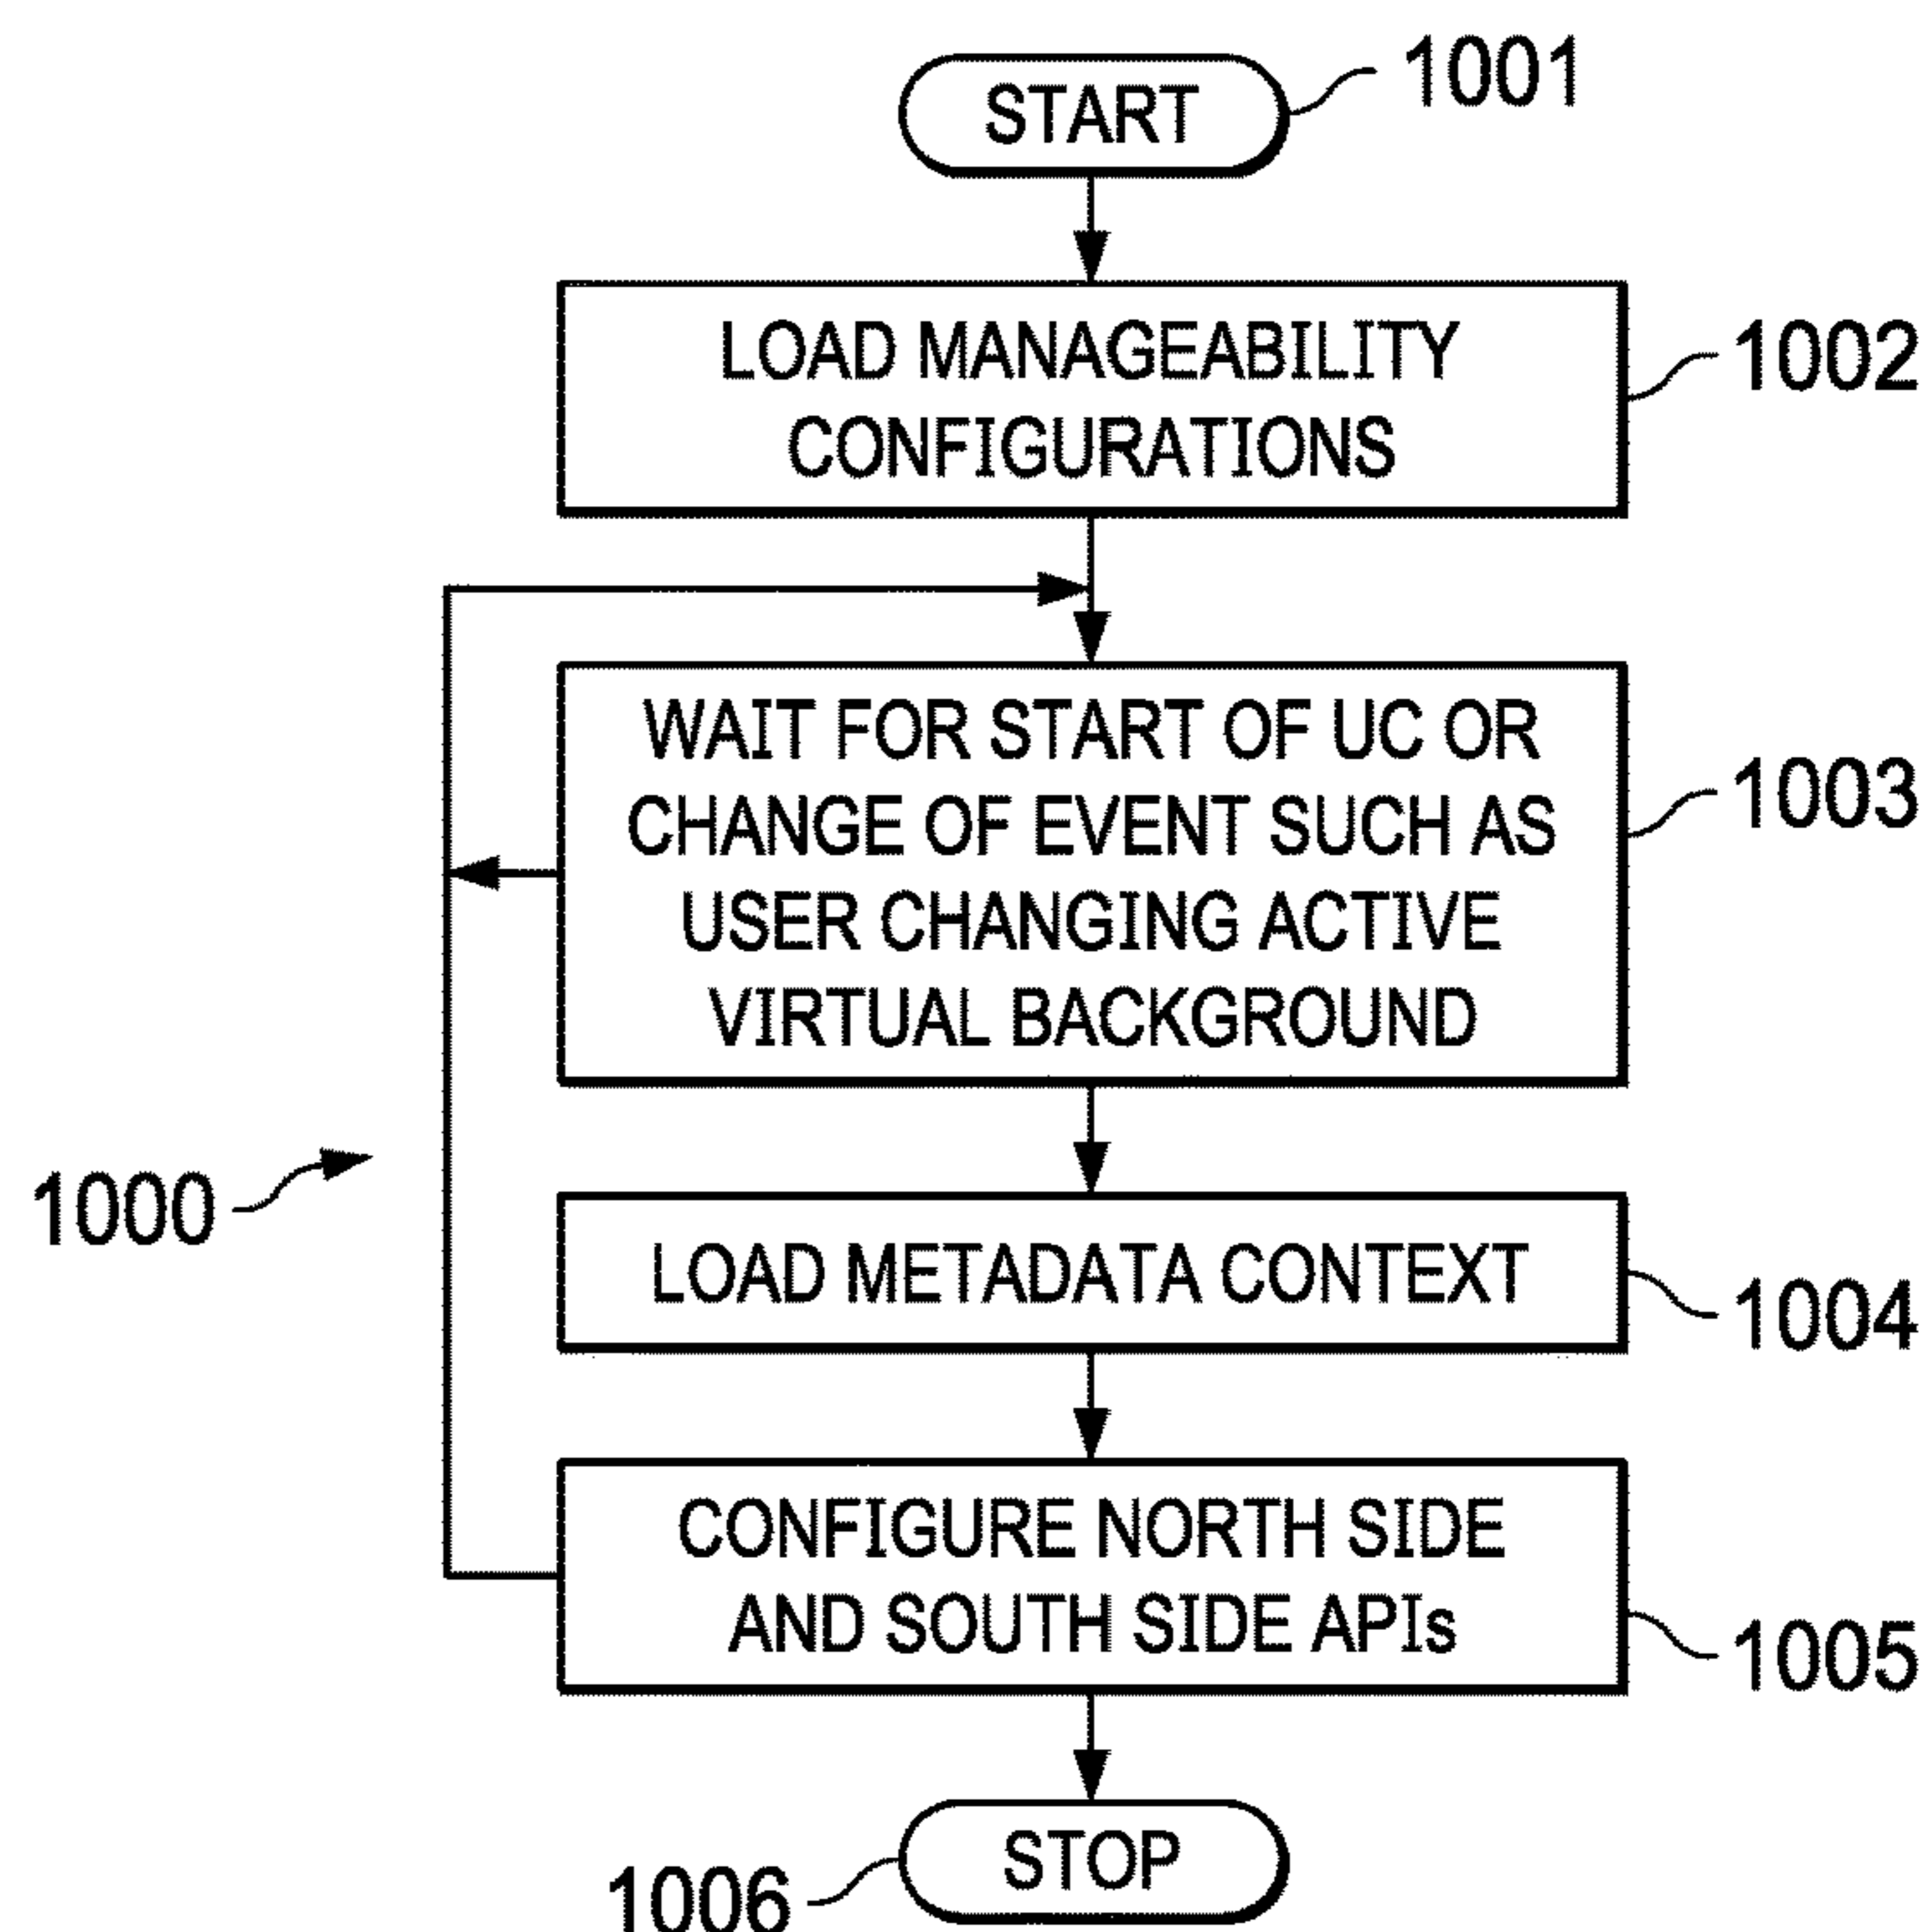 START
1001
LOAD MANAGEABILITY
CONFIGURATIONS
1002
WAIT FOR START OF UC OR
CHANGE OF EVENT SUCH AS
USER CHANGING ACTIVE
VIRTUAL BACKGROUND
1003
1000
LOAD METADATA CONTEXT
1004
CONFIGURE NORTH SIDE
AND SOUTH SIDE APIs
1005
STOP
1006